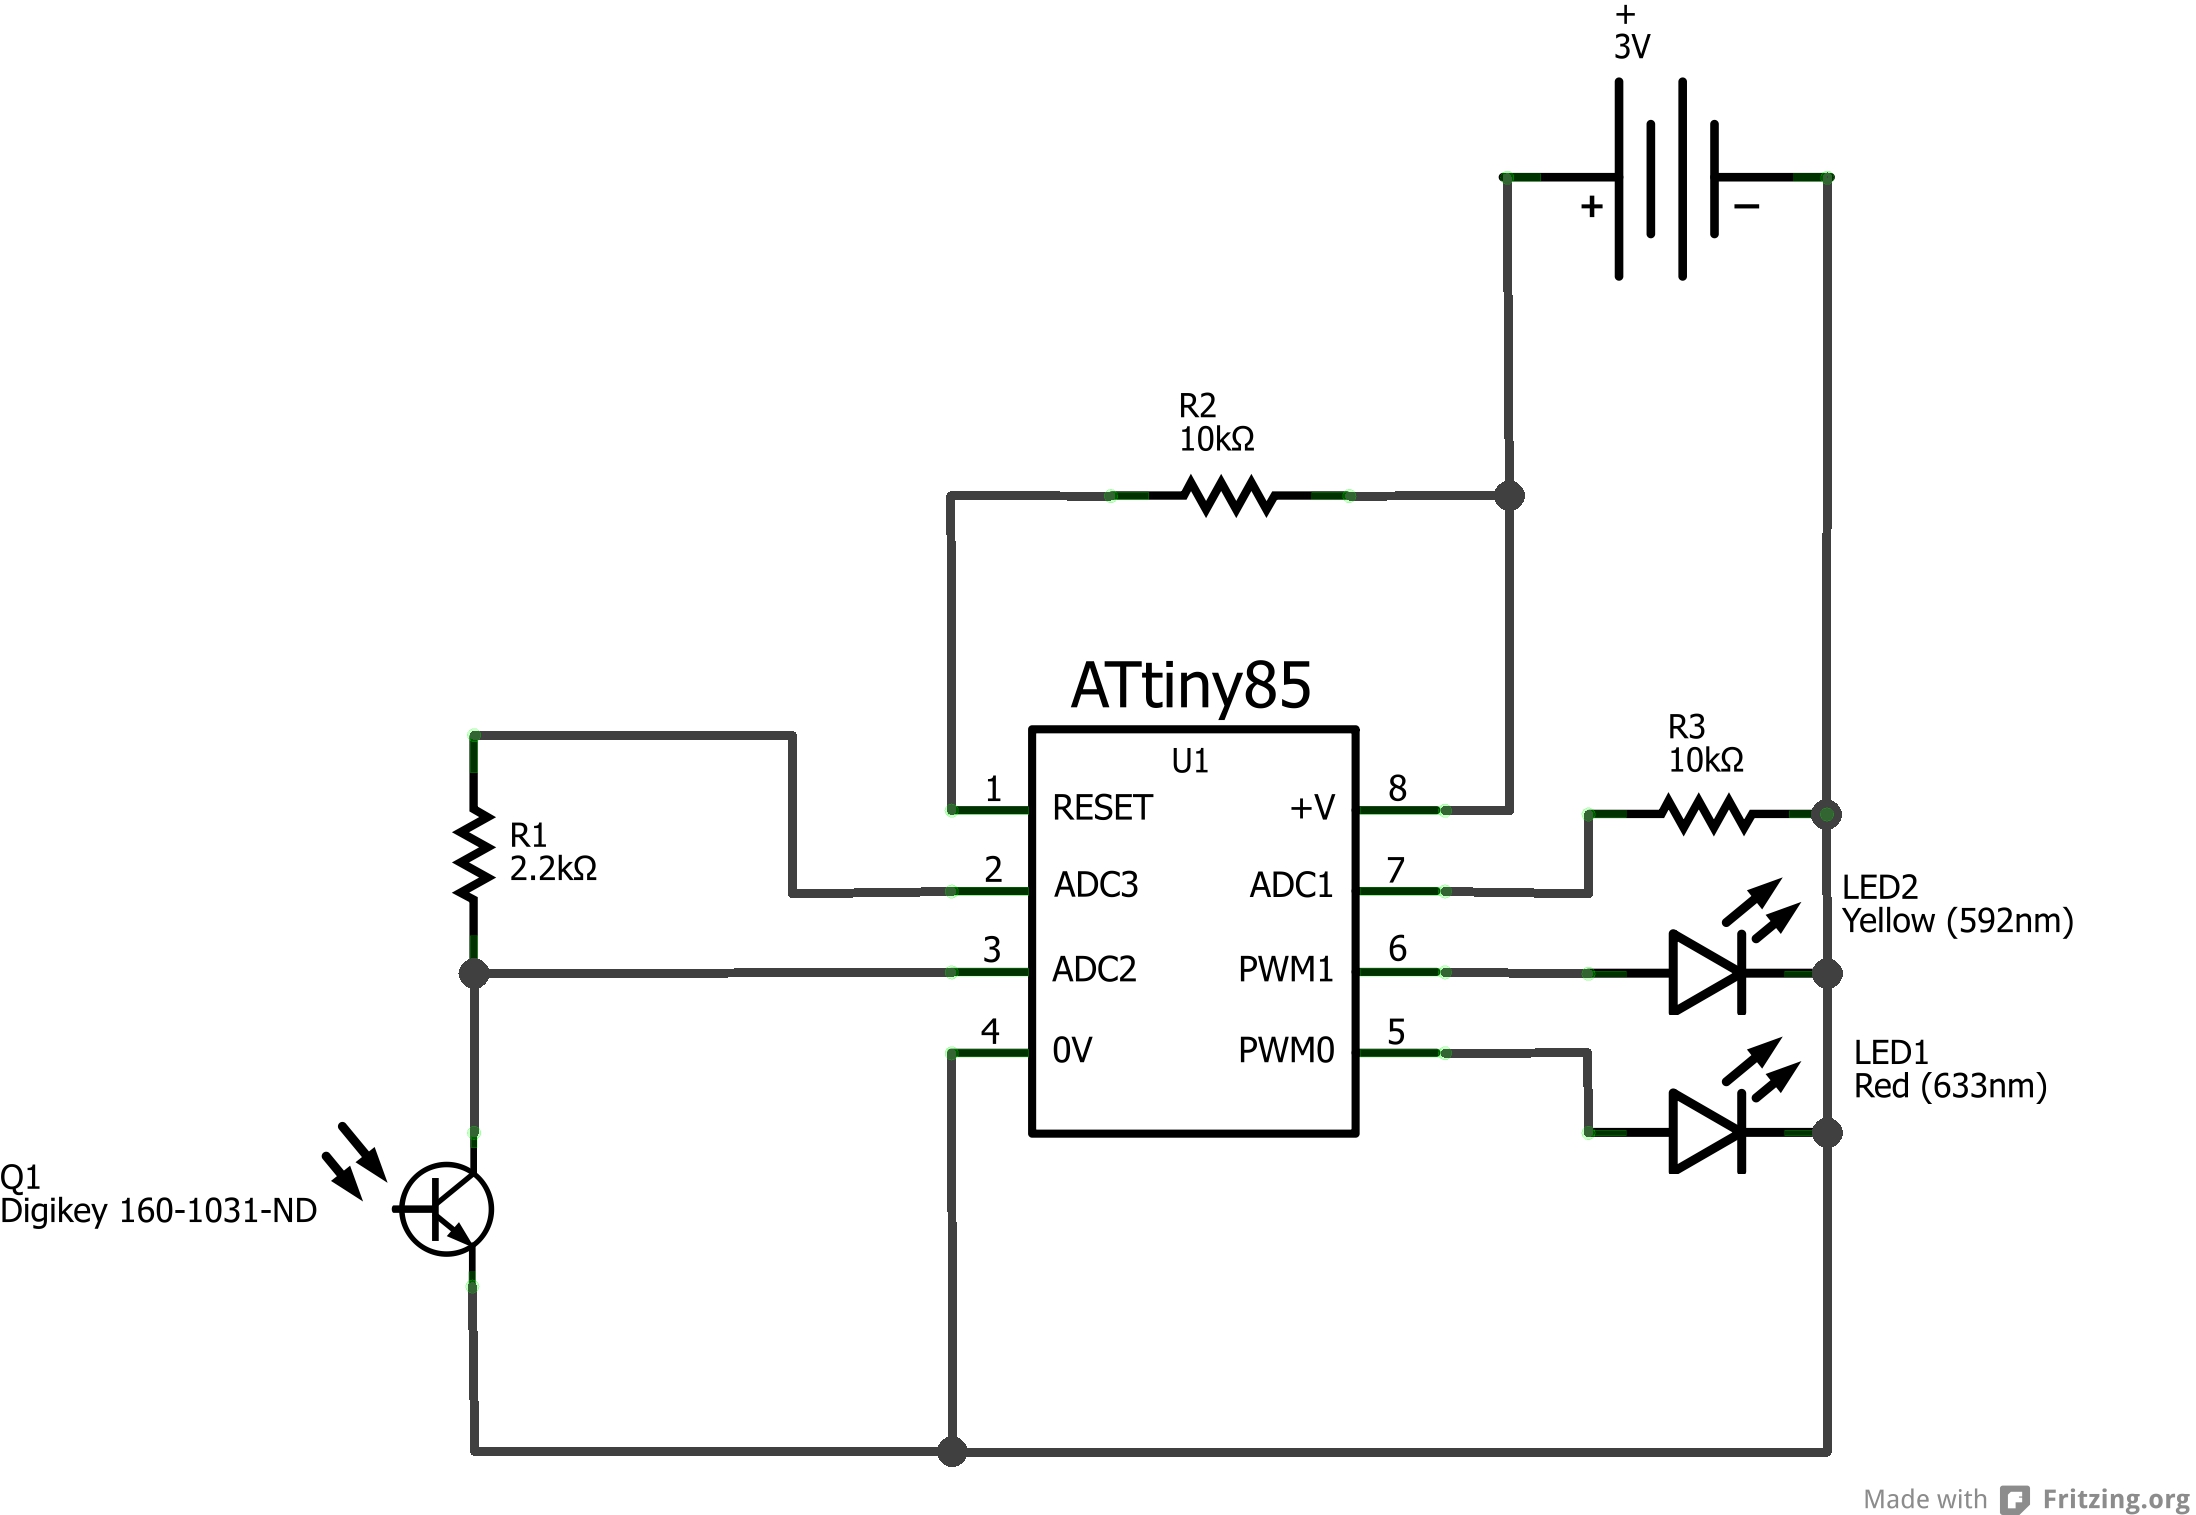 +
3V
+
−
R2
10kΩ
ATtiny85
U1
1
RESET
2
ADC3
3
ADC2
4
0V
8
+V
7
ADC1
6
PWM1
5
PWM0
R3
10kΩ
R1
2.2kΩ
LED2
Yellow (592nm)
LED1
Red (633nm)
Q1
Digikey 160-1031-ND
Made with Fritzing.org